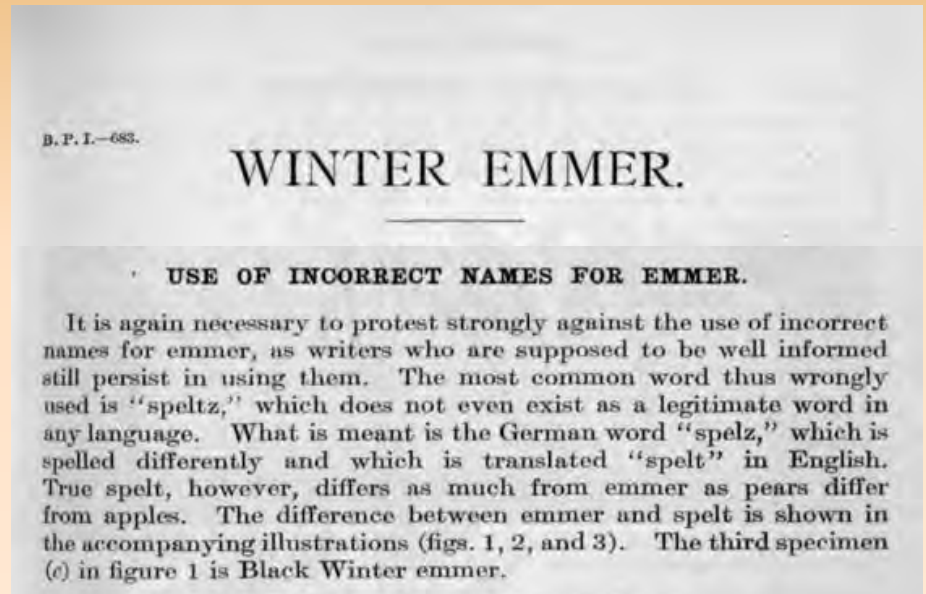 B. P. I.—683.
WINTER EMMER.
USE OF INCORRECT NAMES FOR EMMER.
It is again necessary to protest strongly against the use of incorrect
names for emmer, as writers who are supposed to be well informed
still persist in using them. The most common word thus wrongly
used is "speltz," which does not even exist as a legitimate word in
any language. What is meant is the German word "spelz," which is
spelled differently and which is translated "spelt" in English.
True spelt, however, differs as much from emmer as pears differ
from apples. The difference between emmer and spelt is shown in
the accompanying illustrations (figs. 1, 2, and 3). The third specimen
(c) in figure 1 is Black Winter emmer.